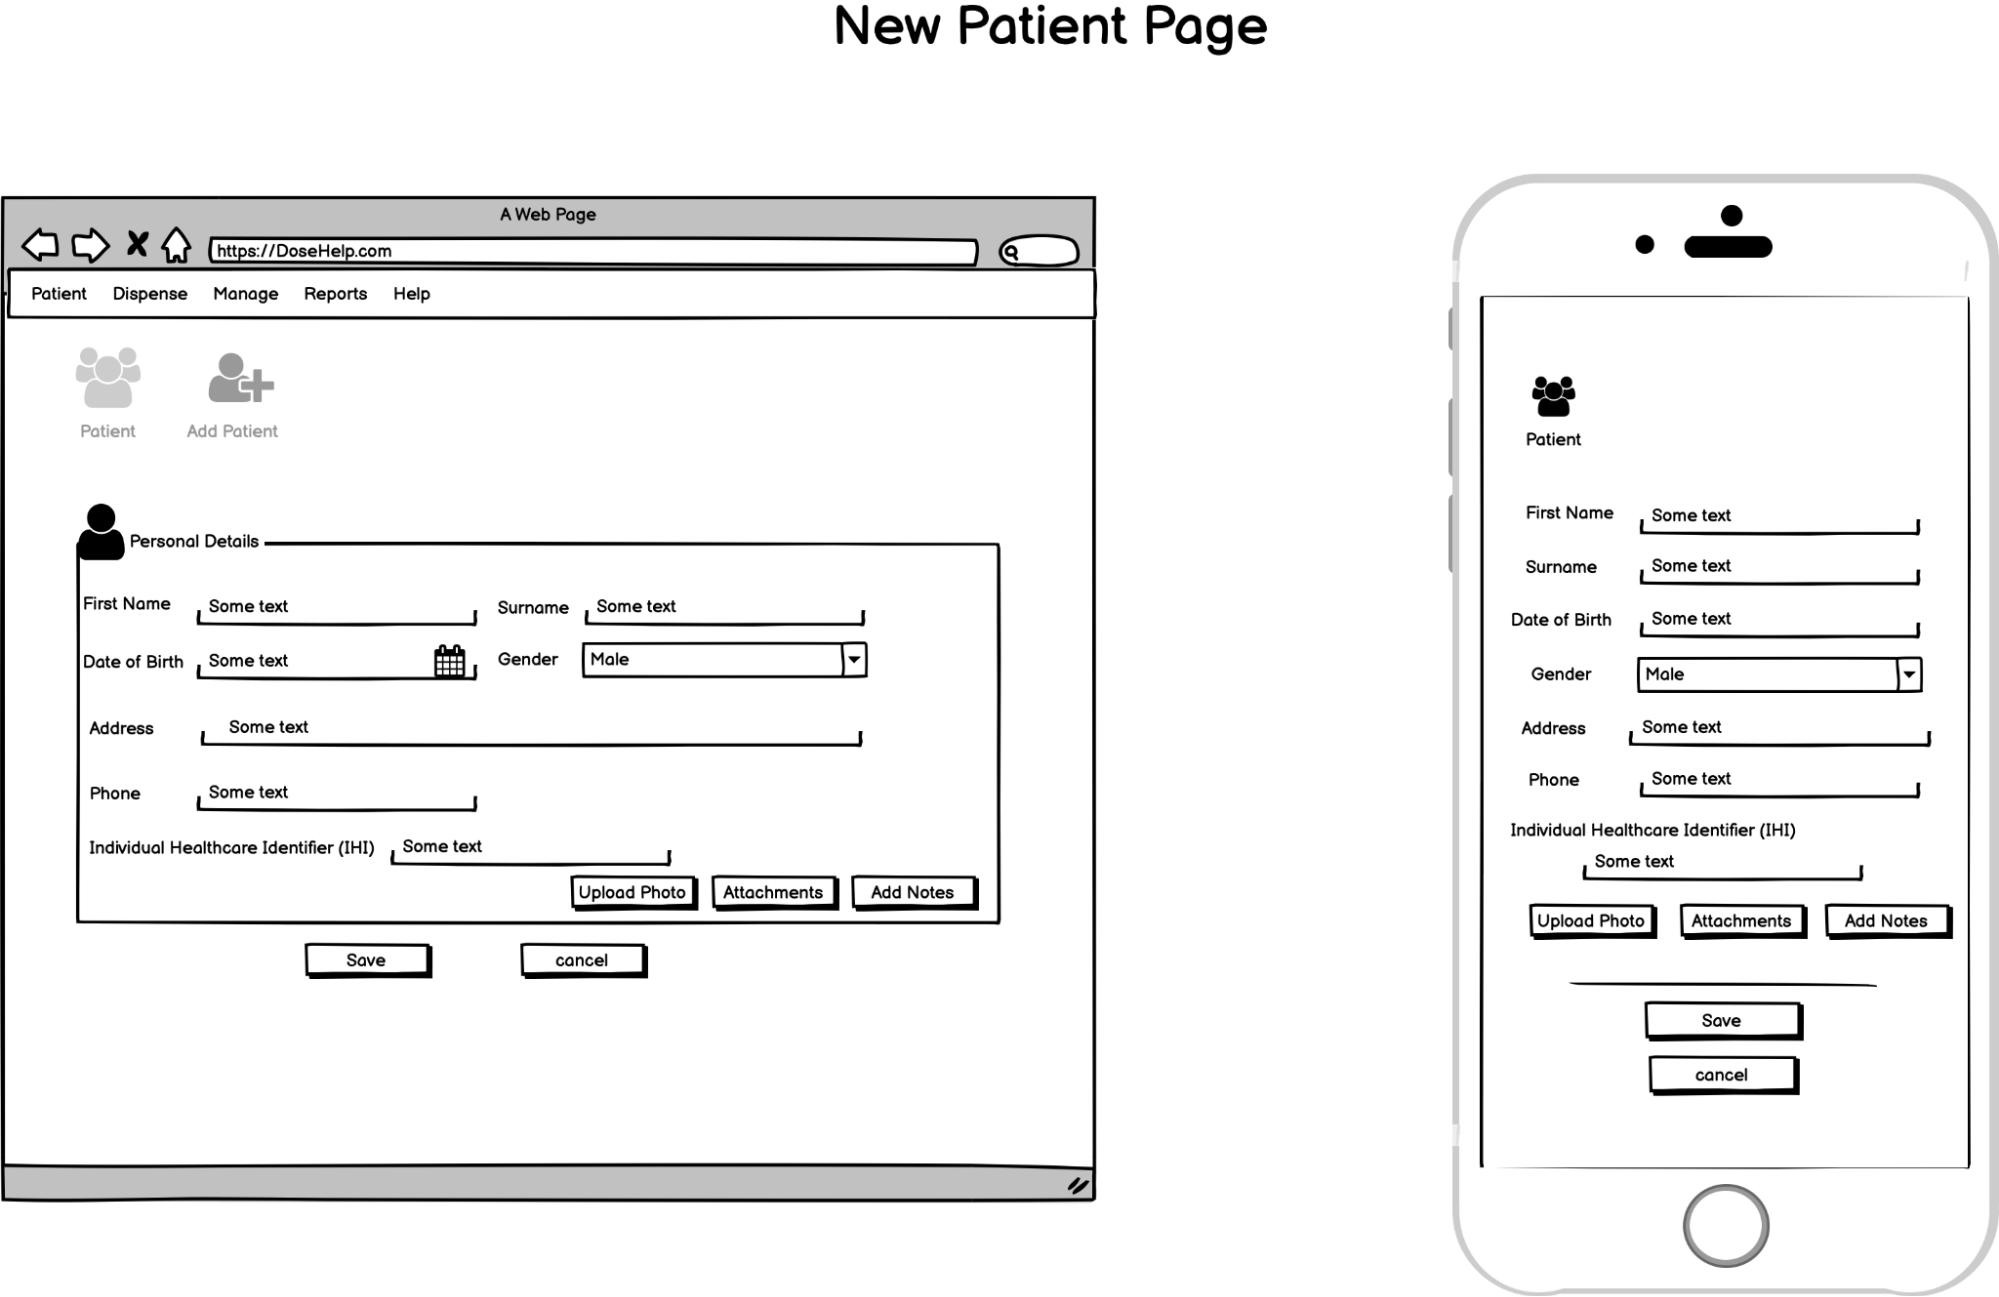 New Patient Page
A Web Page
https://DoseHelp.com
Patient Dispense Manage Reports Help
Patient Add Patient
Personal Details
First Name Some text Surname Some text
Date of Birth Some text Gender Male
Address Some text
Phone Some text
Individual Healthcare Identifier (IHI) Some text
Upload Photo Attachments Add Notes
Save cancel
Patient
First Name Some text
Surname Some text
Date of Birth Some text
Gender Male
Address Some text
Phone Some text
Individual Healthcare Identifier (IHI)
Some text
Upload Photo Attachments Add Notes
Save
cancel